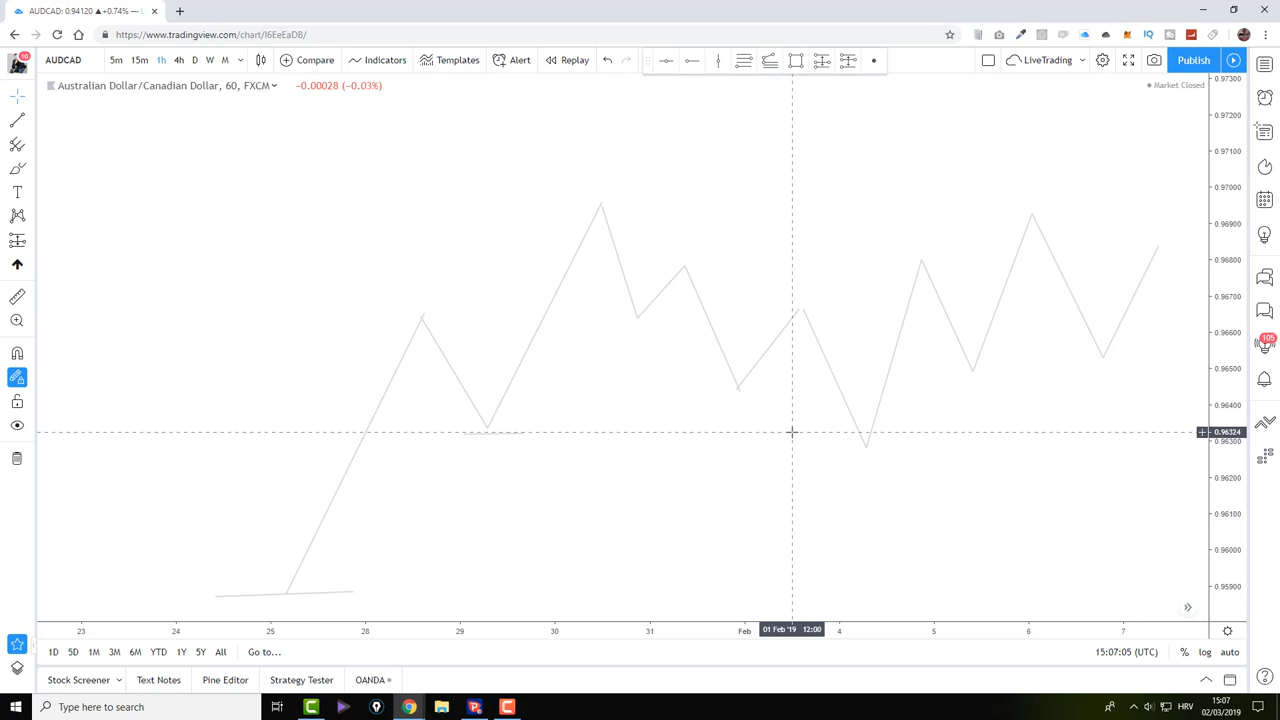 AUDCAD: 0.94120 ▲+0.74% — L
https://www.tradingview.com/chart/I6EeEaDB/
10
AUDCAD 5m 15m 1h 4h D W M Compare Indicators Templates Alert Replay LiveTrading Publish
Australian Dollar/Canadian Dollar, 60, FXCM −0.00028 (−0.03%)
Market Closed
0.97300
0.97200
0.97100
0.97000
0.96900
0.96800
0.96700
0.96600
0.96500
0.96400
0.96324
0.96300
0.96200
0.96100
0.96000
0.95900
105
23 24 25 28 29 30 31 Feb 01 Feb '19 12:00 4 5 6 7
1D 5D 1M 3M 6M YTD 1Y 5Y All Go to... 15:07:05 (UTC) % log auto
Stock Screener Text Notes Pine Editor Strategy Tester OANDA
Type here to search
HRV
15:07
02/03/2019